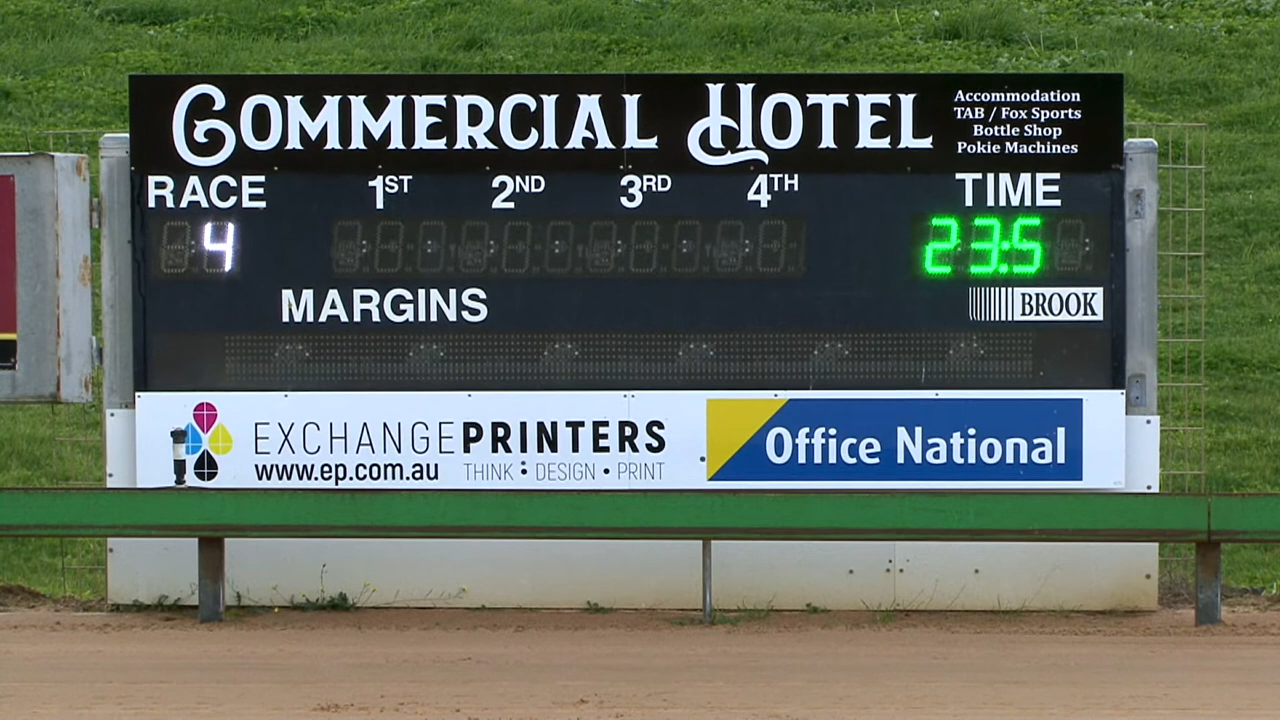 COMMERCIAL HOTEL
Accommodation
TAB / Fox Sports
Bottle Shop
Pokie Machines
RACE 1ST 2ND 3RD 4TH TIME
4 23:5
MARGINS
BROOK
EXCHANGEPRINTERS
www.ep.com.au THINK • DESIGN • PRINT
Office National